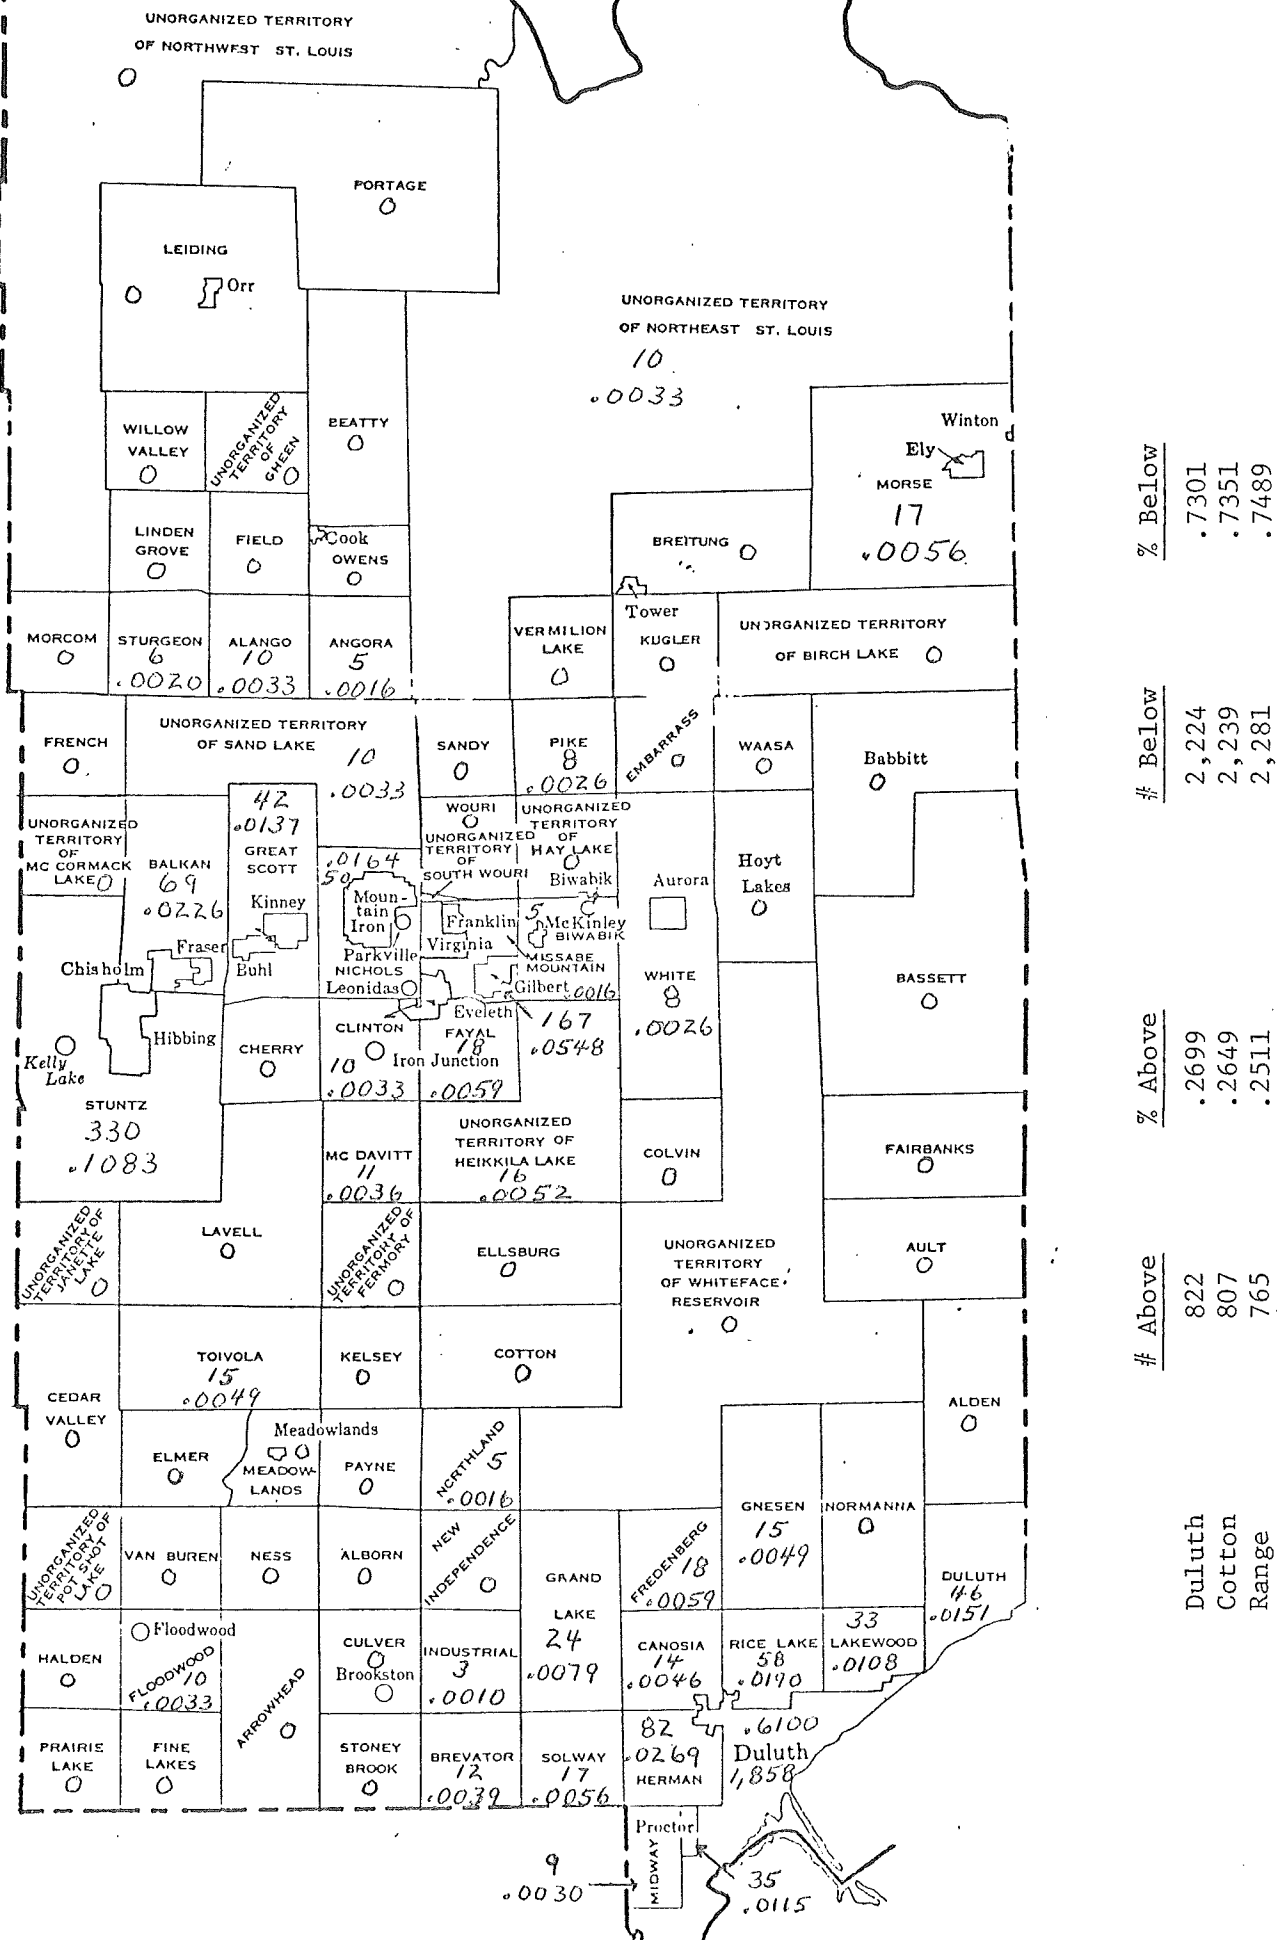 UNORGANIZED TERRITORY
OF NORTHWEST ST. LOUIS
0
PORTAGE
0
LEIDING
0
Orr
UNORGANIZED TERRITORY
OF NORTHEAST ST. LOUIS
10
.0033
WILLOW
VALLEY
0
UNORGANIZED
TERRITORY
OF
GHEEN
0
BEATTY
0
Winton
Ely
MORSE
17
.0056
LINDEN
GROVE
0
FIELD
0
Cook
OWENS
0
BREITUNG
0
Tower
MORCOM
0
STURGEON
6
.0020
ALANGO
10
.0033
ANGORA
5
.0016
VERMILION
LAKE
0
KUGLER
0
UNORGANIZED TERRITORY
OF BIRCH LAKE
0
FRENCH
0
UNORGANIZED TERRITORY
OF SAND LAKE
10
.0033
SANDY
0
PIKE
8
.0026
EMBARRASS
0
WAASA
0
Babbitt
0
UNORGANIZED
TERRITORY
OF
MC CORMACK
LAKE 0
BALKAN
69
.0226
42
.0137
GREAT
SCOTT
Kinney
Buhl
.0164
50
Moun-
tain
Iron
Parkville
NICHOLS
Leonidas
WOURI
0
UNORGANIZED
TERRITORY
OF
SOUTH WOURI
UNORGANIZED
TERRITORY
OF
HAY LAKE
0
Biwabik
Franklin
Virginia
5
McKinley
BIWABIK
MISSABE
MOUNTAIN
Gilbert
.0016
Eveleth
167
.0548
Aurora
WHITE
8
.0026
Hoyt
Lakes
0
BASSETT
0
Fraser
Chisholm
Hibbing
Kelly
Lake
STUNTZ
330
.1083
CHERRY
0
CLINTON
10
.0033
Iron Junction
FAYAL
18
.0059
MC DAVITT
11
.0036
UNORGANIZED
TERRITORY OF
HEIKKILA LAKE
16
.0052
COLVIN
0
FAIRBANKS
0
UNORGANIZED
TERRITORY OF
JANETTE
LAKE
0
LAVELL
0
UNORGANIZED
TERRITORY OF
FERMORY
0
ELLSBURG
0
UNORGANIZED
TERRITORY
OF WHITEFACE
RESERVOIR
0
AULT
0
CEDAR
VALLEY
0
TOIVOLA
15
.0049
KELSEY
0
COTTON
0
ALDEN
0
ELMER
0
Meadowlands
0
MEADOW-
LANDS
PAYNE
0
NORTHLAND
5
.0016
GNESEN
15
.0049
NORMANNA
0
UNORGANIZED
TERRITORY OF
POT SHOT
LAKE
0
VAN BUREN
0
NESS
0
ALBORN
0
NEW
INDEPENDENCE
0
GRAND
LAKE
24
.0079
FREDENBERG
18
.0059
DULUTH
46
.0151
HALDEN
0
Floodwood
FLOODWOOD
10
.0033
ARROWHEAD
0
CULVER
0
Brookston
INDUSTRIAL
3
.0010
CANOSIA
14
.0046
RICE LAKE
58
.0190
33
LAKEWOOD
.0108
PRAIRIE
LAKE
0
FINE
LAKES
0
STONEY
BROOK
0
BREVATOR
12
.0039
SOLWAY
17
.0056
82
.0269
HERMAN
.6100
Duluth
1,858
Proctor
MIDWAY
9
.0030
35
.0115
# Above % Above # Below % Below
Duluth 822 .2699 2,224 .7301
Cotton 807 .2649 2,239 .7351
Range 765 .2511 2,281 .7489